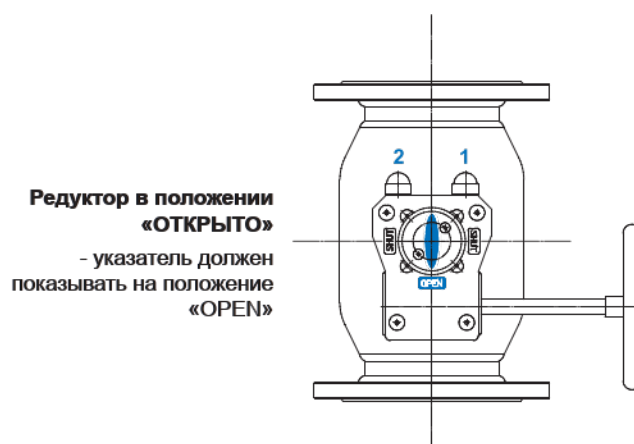 2 1
Редуктор в положении
«ОТКРЫТО»
- указатель должен
показывать на положение
«OPEN»
SHUT
SHUT
OPEN